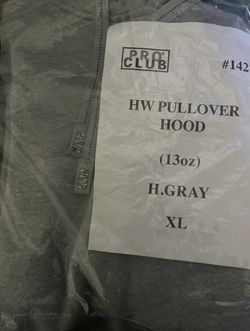 PRO
CLUB
#142
HW PULLOVER
HOOD
(13oz)
H.GRAY
XL